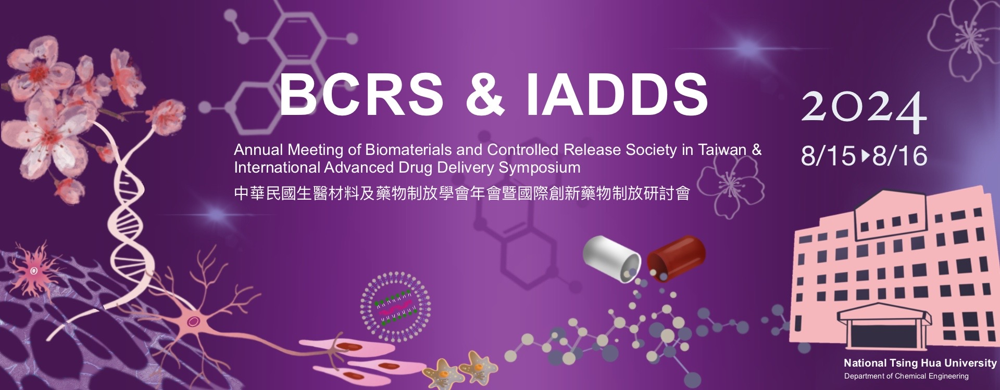 BCRS & IADDS
Annual Meeting of Biomaterials and Controlled Release Society in Taiwan &
International Advanced Drug Delivery Symposium
中華民國生醫材料及藥物制放學會年會暨國際創新藥物制放研討會
2024
8/15▶8/16
National Tsing Hua University
Department of Chemical Engineering